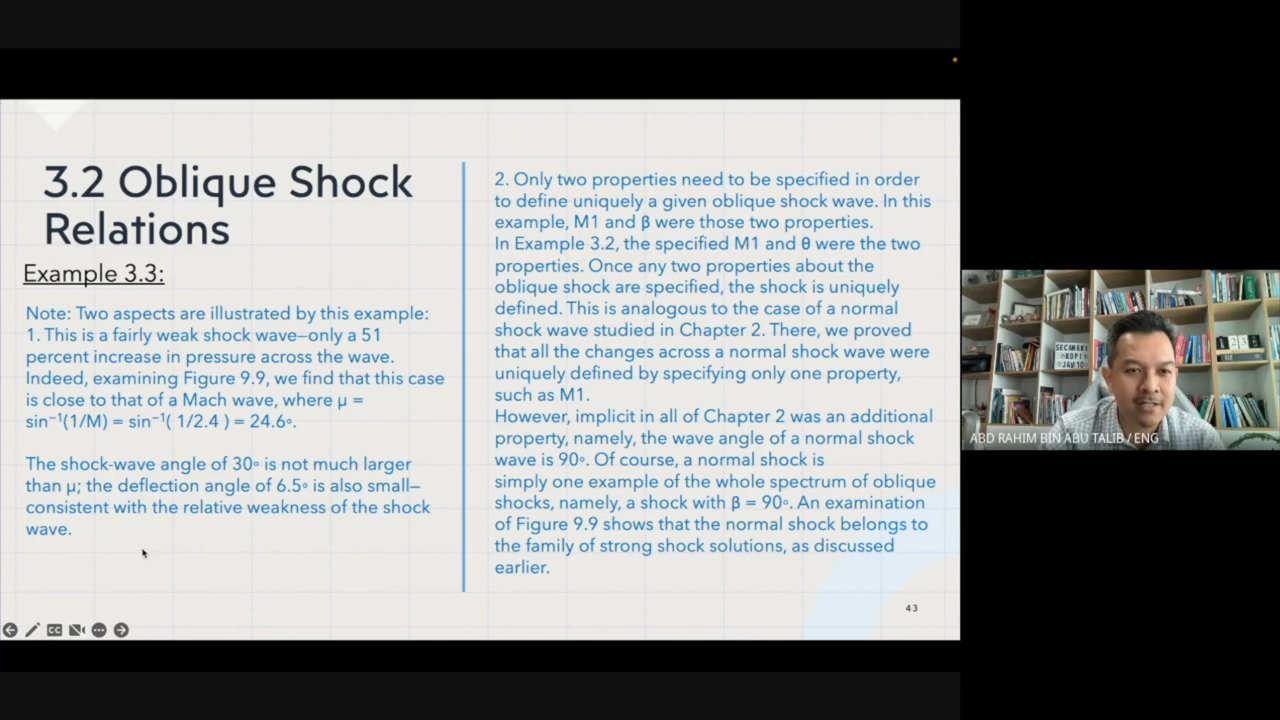 3.2 Oblique Shock
Relations
Example 3.3:
Note: Two aspects are illustrated by this example:
1. This is a fairly weak shock wave—only a 51
percent increase in pressure across the wave.
Indeed, examining Figure 9.9, we find that this case
is close to that of a Mach wave, where μ =
sin⁻¹(1/M) = sin⁻¹( 1/2.4 ) = 24.6◦.
The shock-wave angle of 30◦ is not much larger
than μ; the deflection angle of 6.5◦ is also small—
consistent with the relative weakness of the shock
wave.
2. Only two properties need to be specified in order
to define uniquely a given oblique shock wave. In this
example, M1 and β were those two properties.
In Example 3.2, the specified M1 and θ were the two
properties. Once any two properties about the
oblique shock are specified, the shock is uniquely
defined. This is analogous to the case of a normal
shock wave studied in Chapter 2. There, we proved
that all the changes across a normal shock wave were
uniquely defined by specifying only one property,
such as M1.
However, implicit in all of Chapter 2 was an additional
property, namely, the wave angle of a normal shock
wave is 90◦. Of course, a normal shock is
simply one example of the whole spectrum of oblique
shocks, namely, a shock with β = 90◦. An examination
of Figure 9.9 shows that the normal shock belongs to
the family of strong shock solutions, as discussed
earlier.
43
CC
SECANGKI
KOPI
JAM 10
ABD RAHIM BIN ABU TALIB / ENG